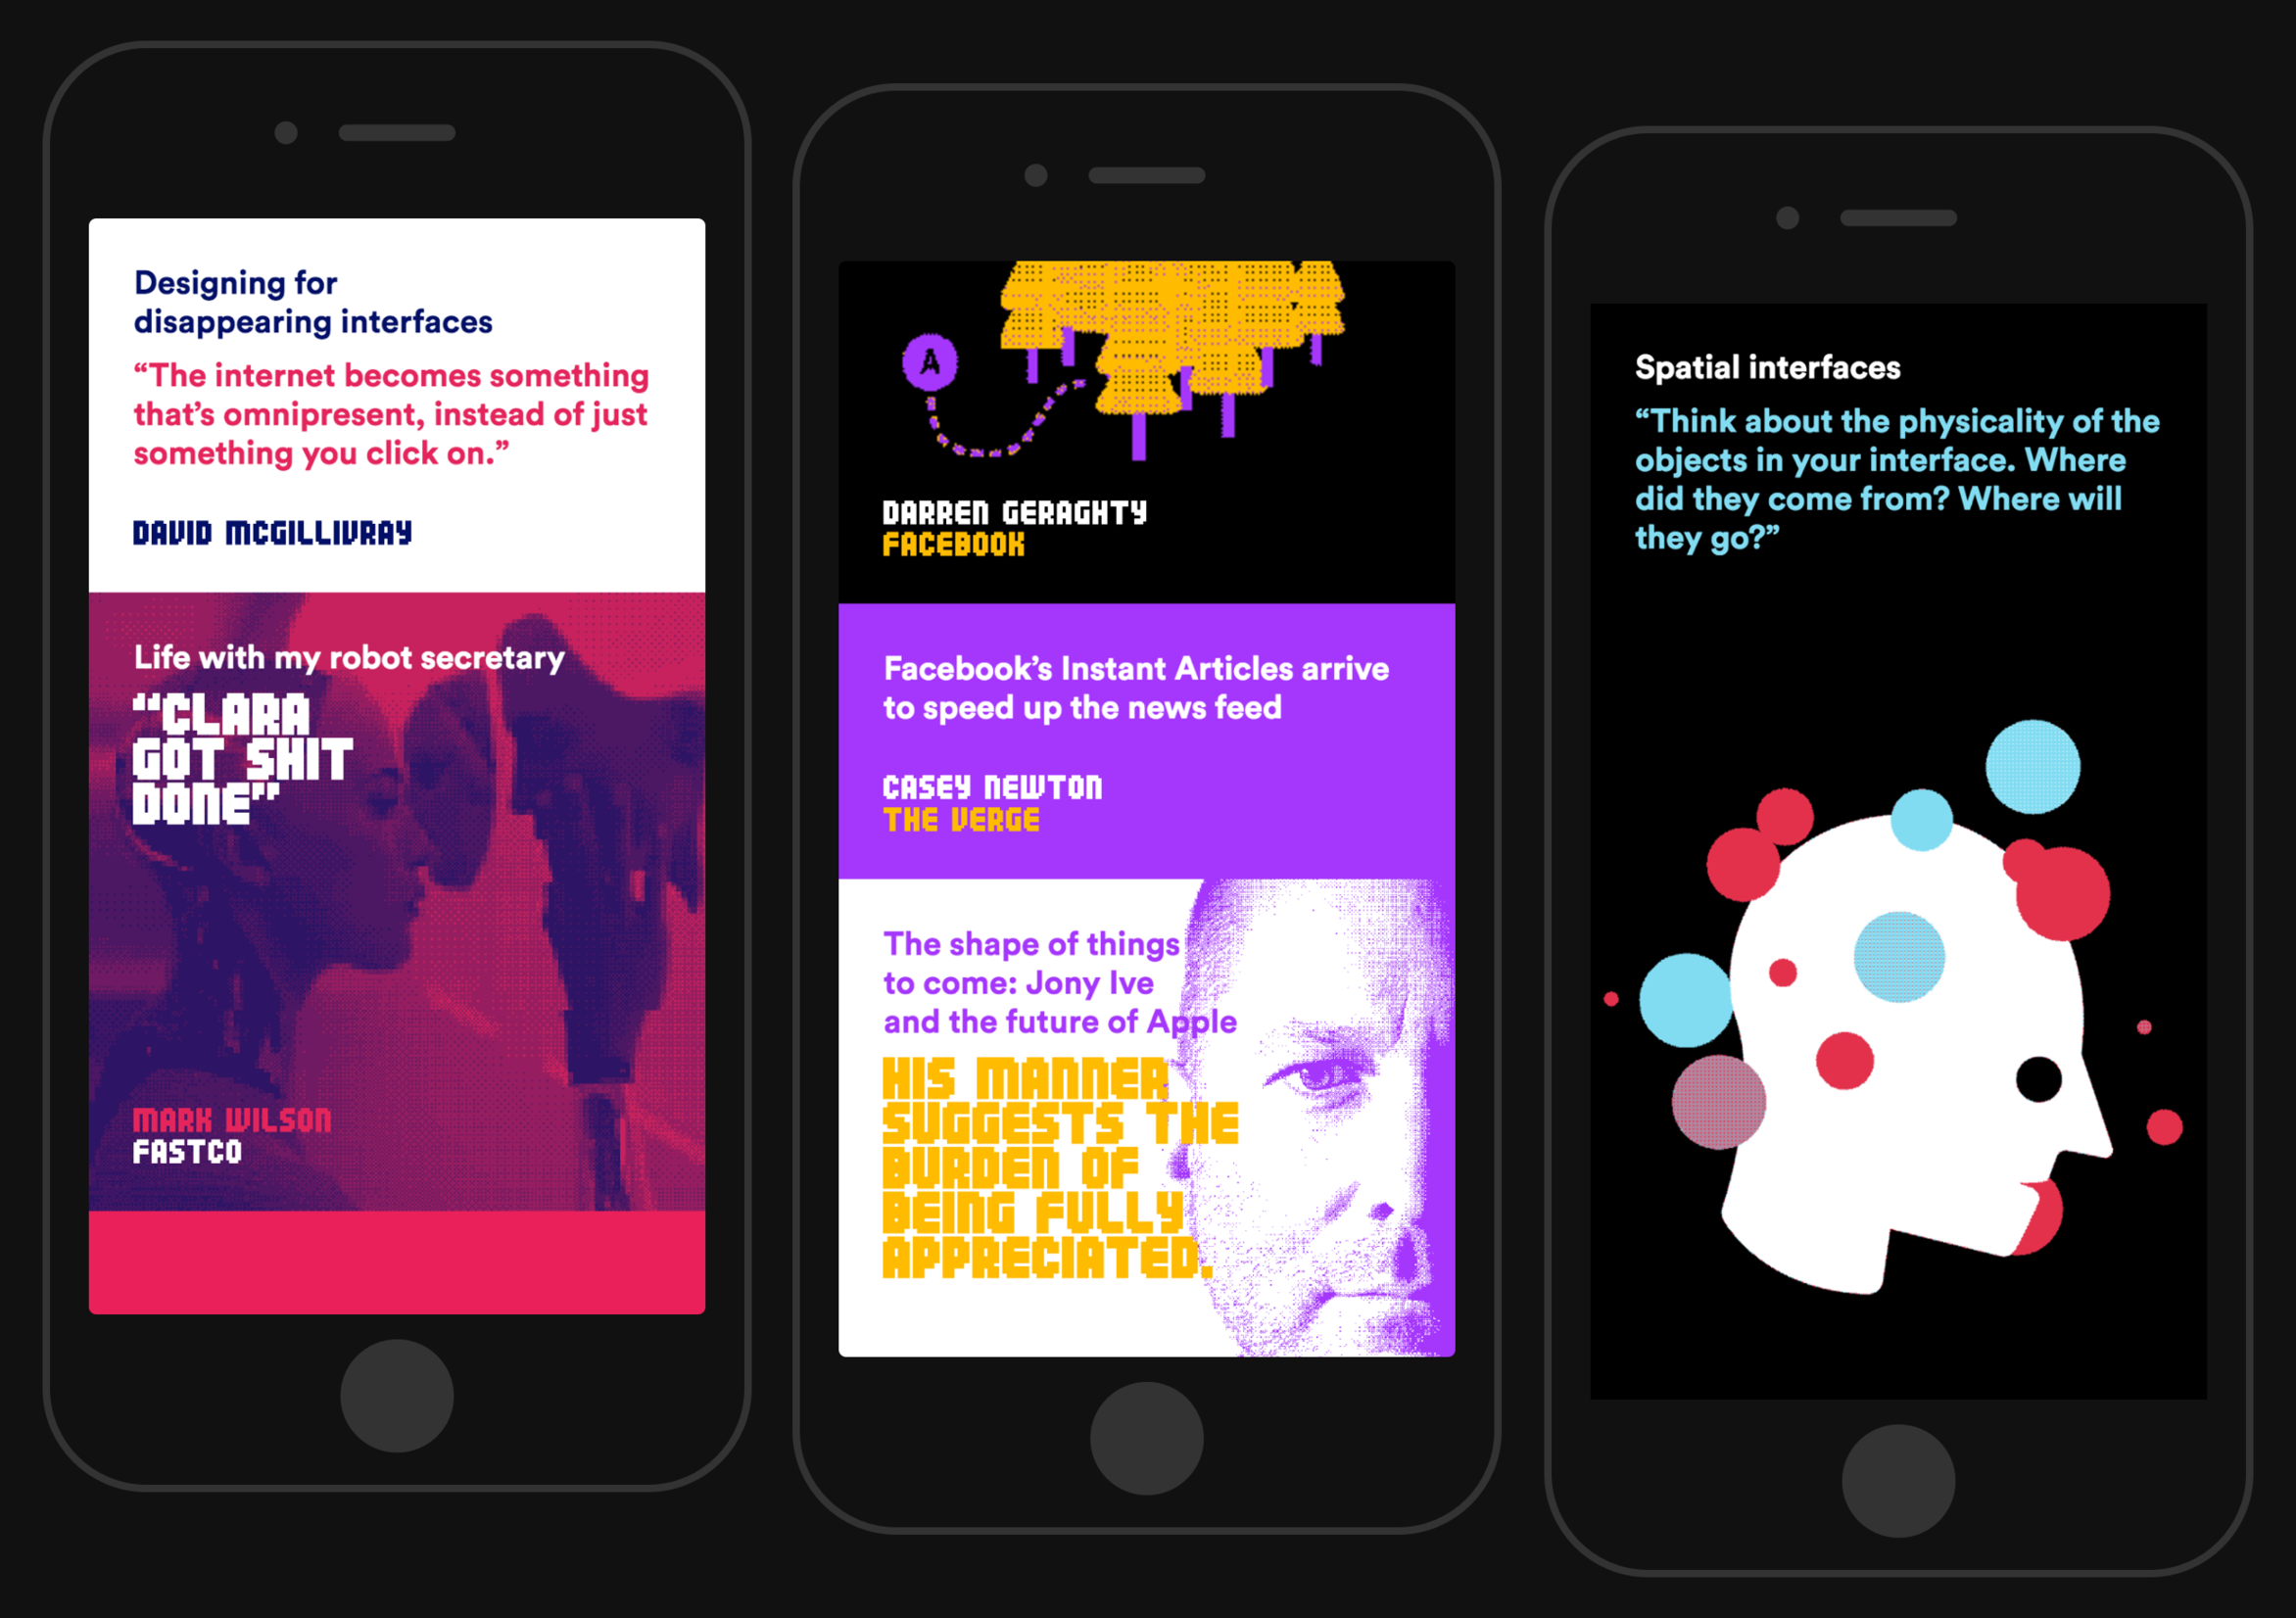 Designing for
disappearing interfaces
“The internet becomes something
that’s omnipresent, instead of just
something you click on.”
DAVID MCGILLIVRAY
Life with my robot secretary
“CLARA
GOT SHIT
DONE”
MARK WILSON
FASTCO
A
DARREN GERAGHTY
FACEBOOK
Facebook’s Instant Articles arrive
to speed up the news feed
CASEY NEWTON
THE VERGE
The shape of things
to come: Jony Ive
and the future of Apple
HIS MANNER
SUGGESTS THE
BURDEN OF
BEING FULLY
APPRECIATED.
Spatial interfaces
“Think about the physicality of the
objects in your interface. Where
did they come from? Where will
they go?”